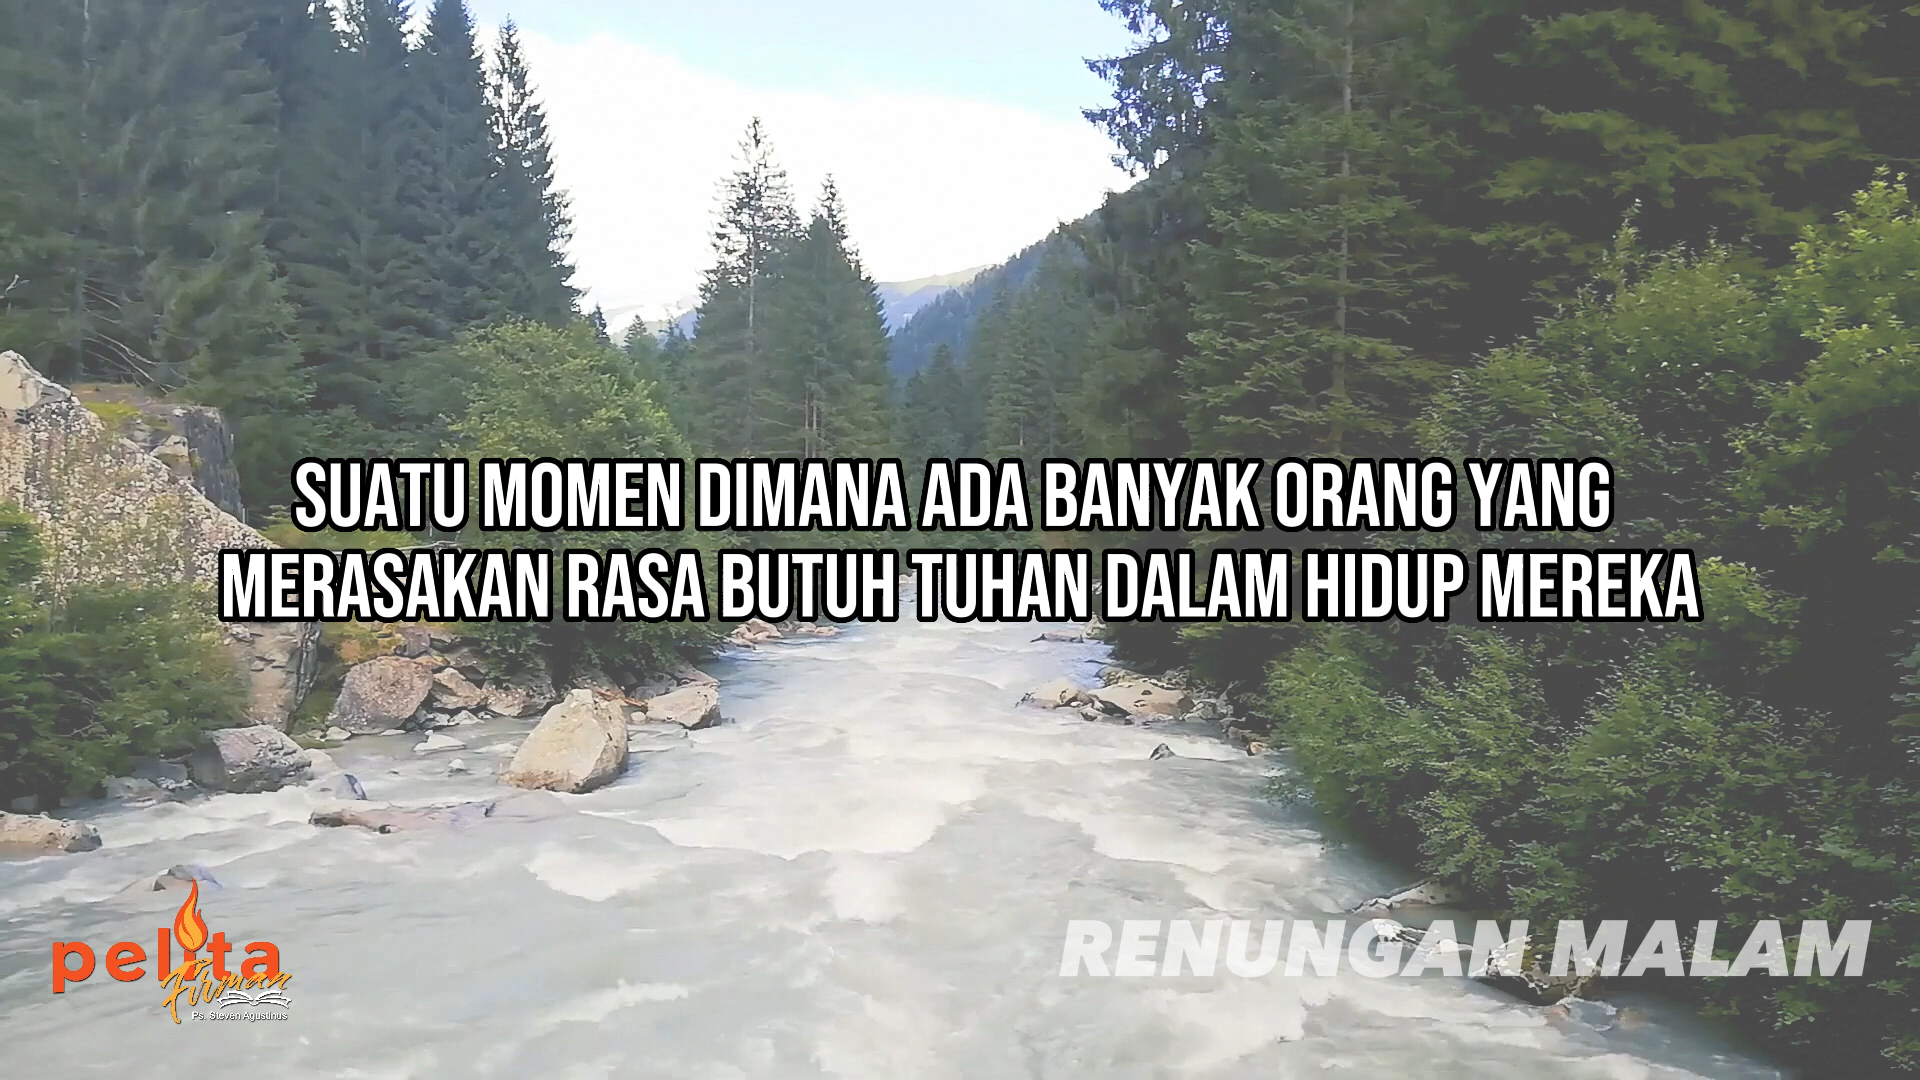 SUATU MOMEN DIMANA ADA BANYAK ORANG YANG
MERASAKAN RASA BUTUH TUHAN DALAM HIDUP MEREKA
pelita
Firman
Ps. Steven Agustinus
RENUNGAN MALAM